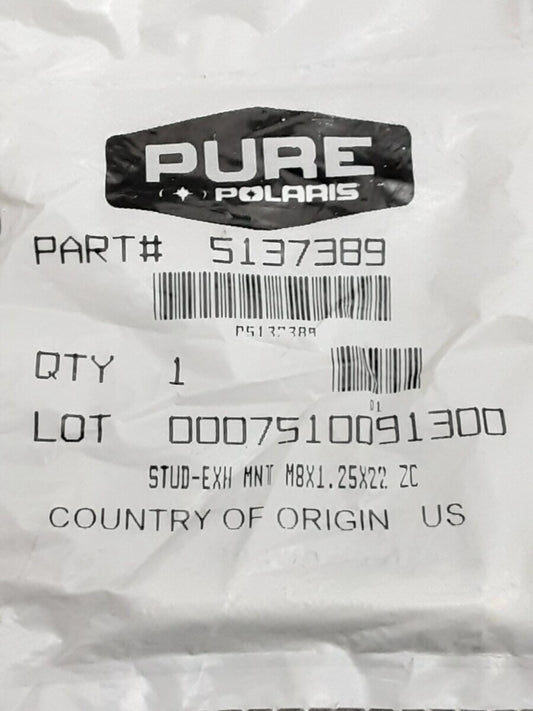 PURE
POLARIS
PART# 5137389
P5137389
QTY 1
Q1
LOT 0007510091300
STUD-EXH MNT M8X1.25X22 ZC
COUNTRY OF ORIGIN US